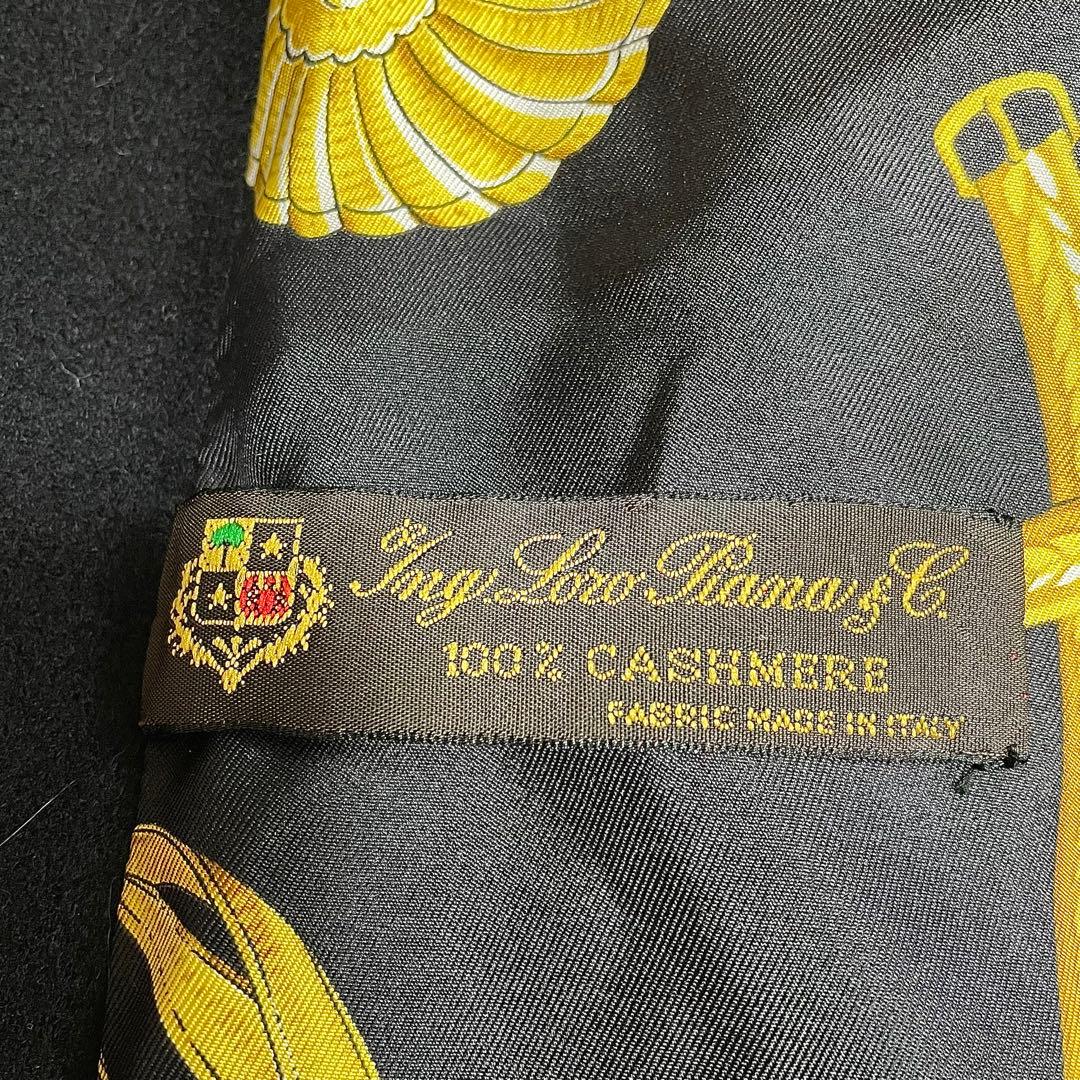 Ing. Loro Piana & C.
100% CASHMERE
FABRIC MADE IN ITALY